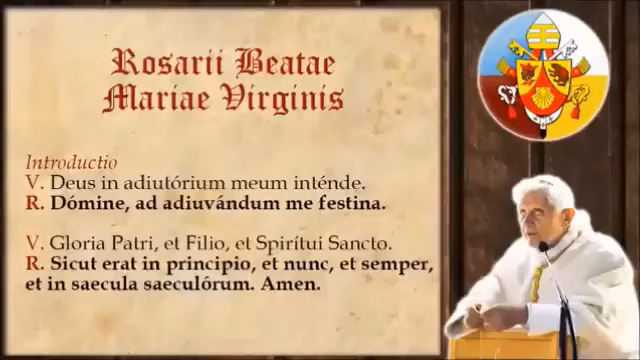 Rosarii Beatae
Mariae Virginis
Introductio
V. Deus in adiutórium meum inténde.
R. Dómine, ad adiuvándum me festina.
V. Gloria Patri, et Filio, et Spirítui Sancto.
R. Sicut erat in principio, et nunc, et semper,
et in saecula saeculórum. Amen.